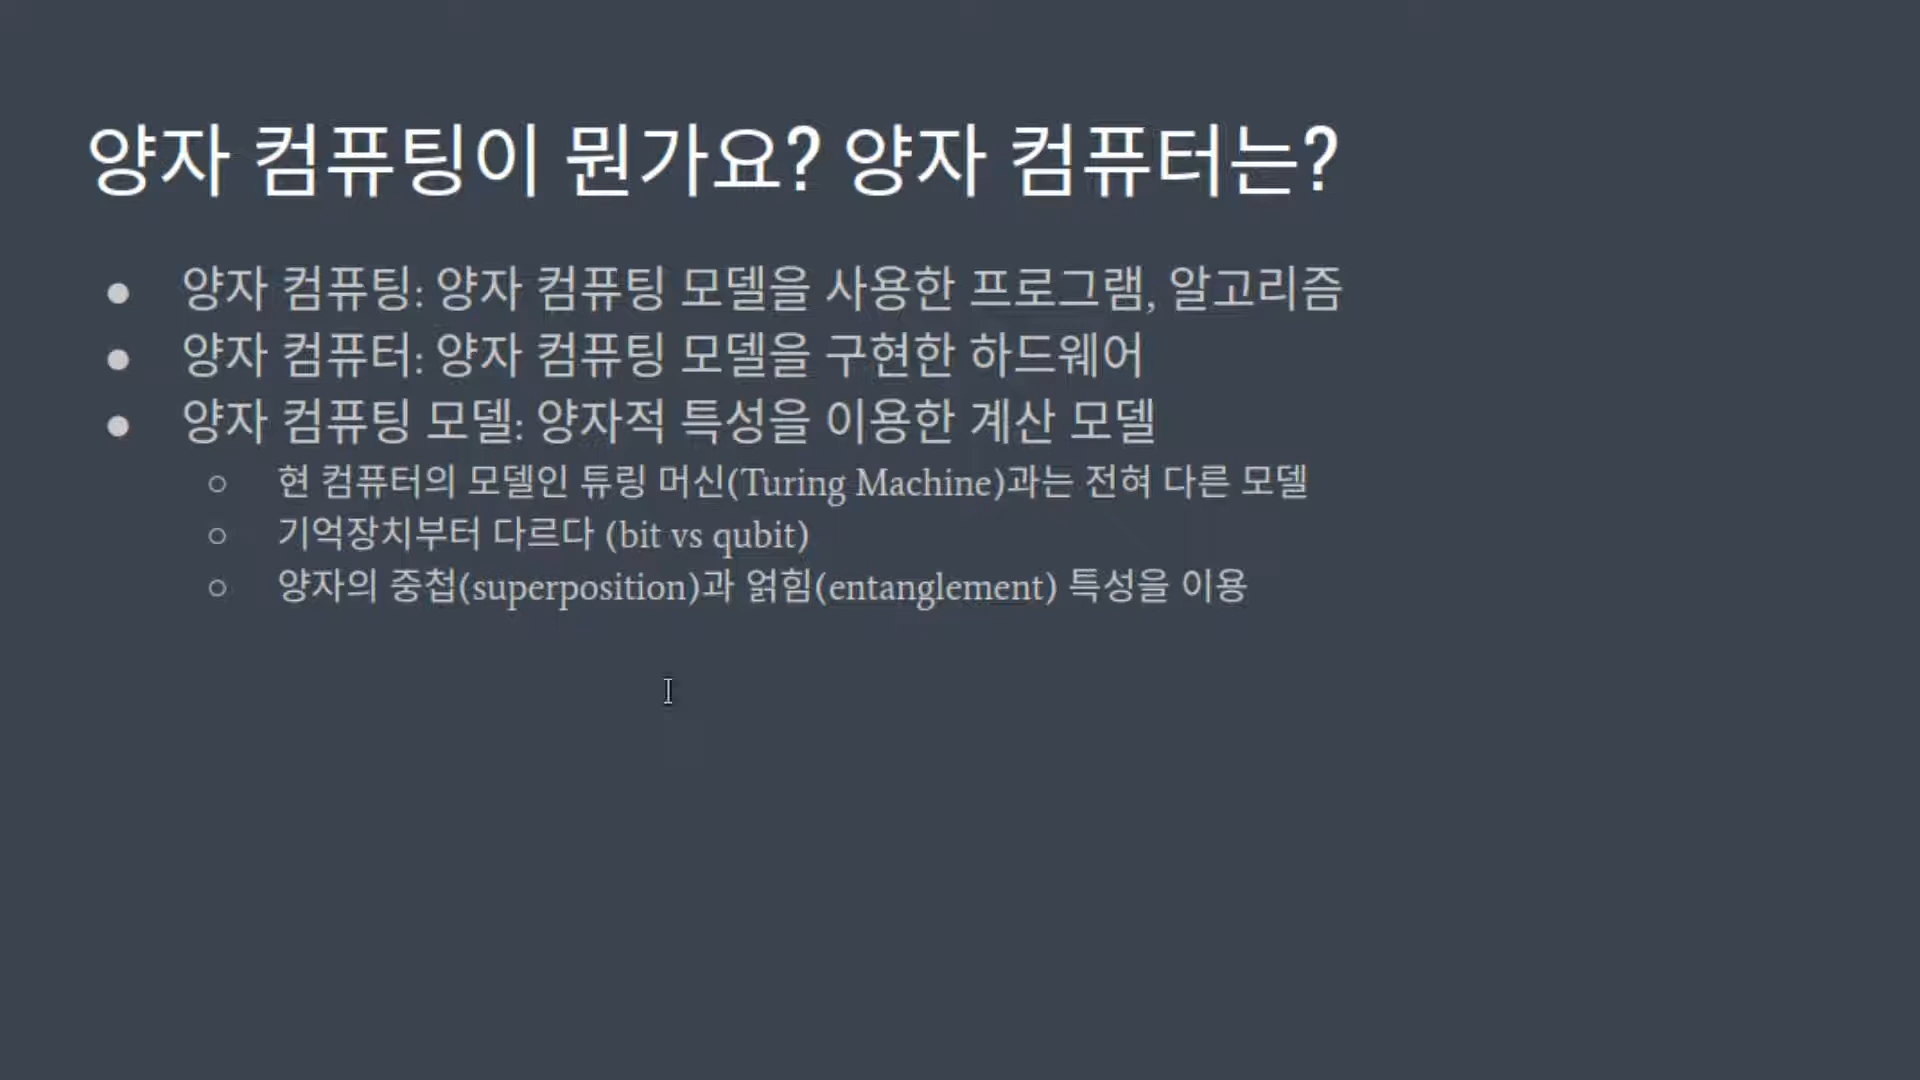 양자 컴퓨팅이 뭔가요? 양자 컴퓨터는?
● 양자 컴퓨팅: 양자 컴퓨팅 모델을 사용한 프로그램, 알고리즘
● 양자 컴퓨터: 양자 컴퓨팅 모델을 구현한 하드웨어
● 양자 컴퓨팅 모델: 양자적 특성을 이용한 계산 모델
○ 현 컴퓨터의 모델인 튜링 머신(Turing Machine)과는 전혀 다른 모델
○ 기억장치부터 다르다 (bit vs qubit)
○ 양자의 중첩(superposition)과 얽힘(entanglement) 특성을 이용